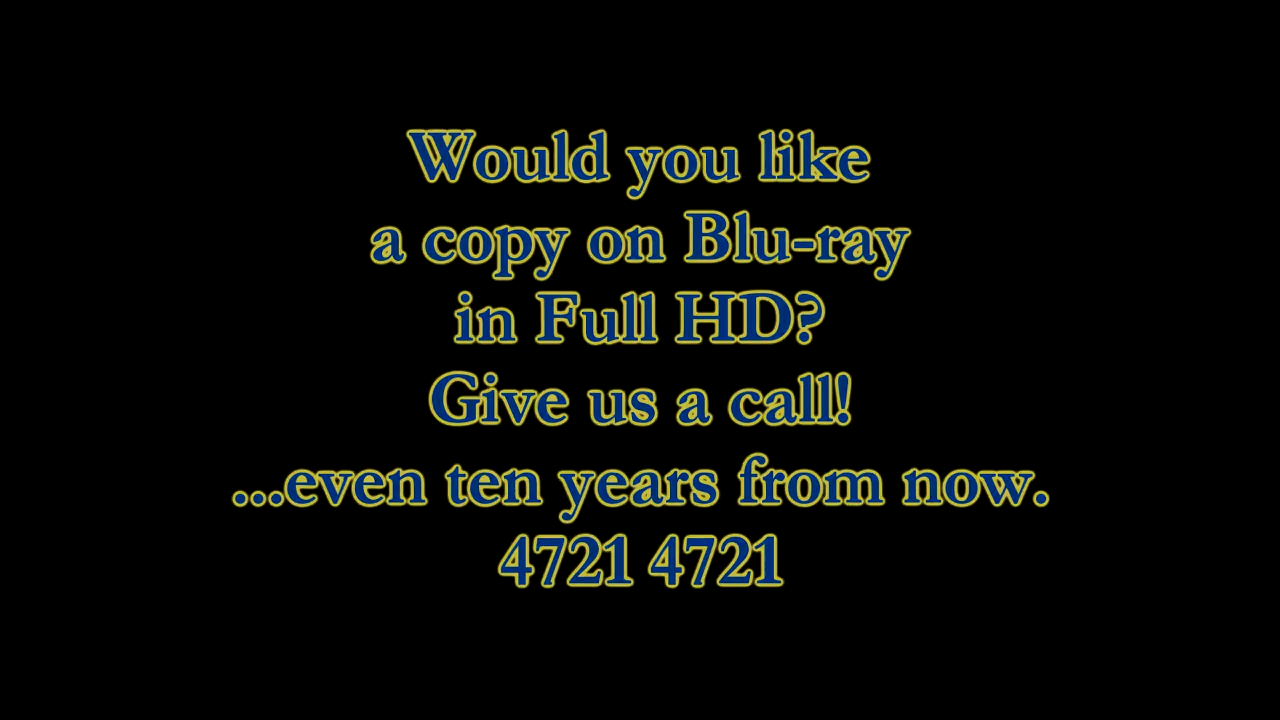 Would you like
a copy on Blu-ray
in Full HD?
Give us a call!
...even ten years from now.
4721 4721